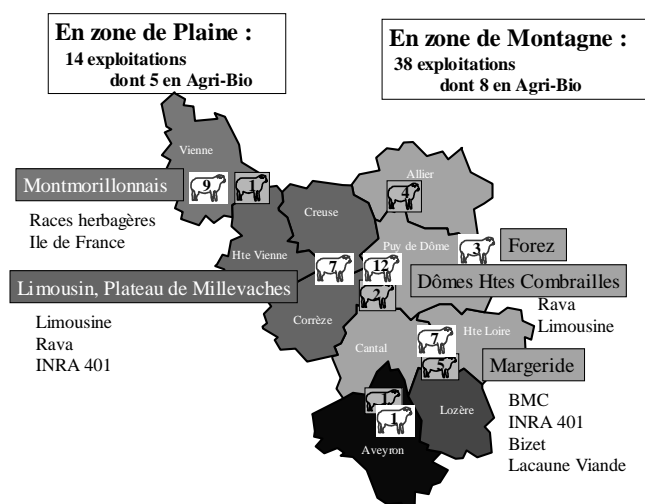 En zone de Plaine :
14 exploitations
dont 5 en Agri-Bio
En zone de Montagne :
38 exploitations
dont 8 en Agri-Bio
Vienne
Allier
9
1
4
Montmorillonnais
Creuse
Races herbagères
Ile de France
Hte Vienne
Puy de Dôme
3
Forez
7
12
Limousin, Plateau de Millevaches
2
Dômes Htes Combrailles
Rava
Limousine
Corrèze
Limousine
Rava
INRA 401
Cantal
7
Hte Loire
5
Margeride
1
1
Lozère
Aveyron
BMC
INRA 401
Bizet
Lacaune Viande